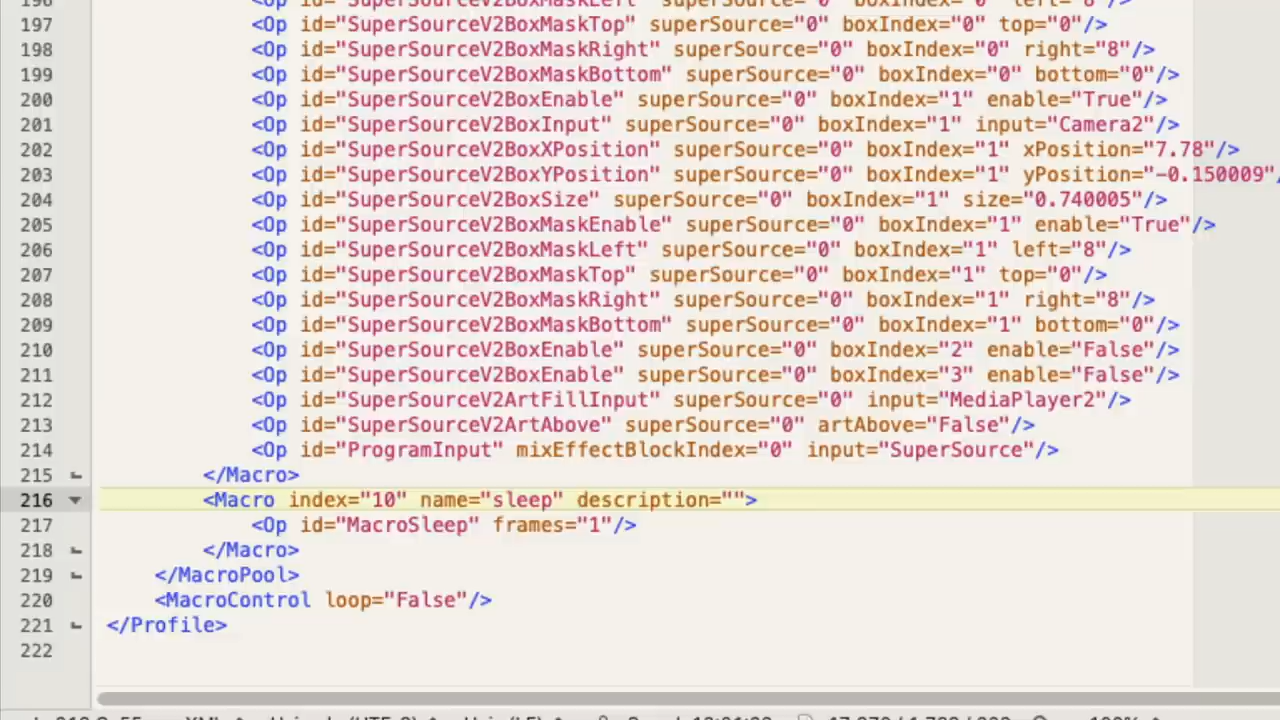 196 <Op id="SuperSourceV2BoxMaskLeft" superSource="0" boxIndex="0" left="8"/>
197 <Op id="SuperSourceV2BoxMaskTop" superSource="0" boxIndex="0" top="0"/>
198 <Op id="SuperSourceV2BoxMaskRight" superSource="0" boxIndex="0" right="8"/>
199 <Op id="SuperSourceV2BoxMaskBottom" superSource="0" boxIndex="0" bottom="0"/>
200 <Op id="SuperSourceV2BoxEnable" superSource="0" boxIndex="1" enable="True"/>
201 <Op id="SuperSourceV2BoxInput" superSource="0" boxIndex="1" input="Camera2"/>
202 <Op id="SuperSourceV2BoxXPosition" superSource="0" boxIndex="1" xPosition="7.78"/>
203 <Op id="SuperSourceV2BoxYPosition" superSource="0" boxIndex="1" yPosition="-0.150009"/
204 <Op id="SuperSourceV2BoxSize" superSource="0" boxIndex="1" size="0.740005"/>
205 <Op id="SuperSourceV2BoxMaskEnable" superSource="0" boxIndex="1" enable="True"/>
206 <Op id="SuperSourceV2BoxMaskLeft" superSource="0" boxIndex="1" left="8"/>
207 <Op id="SuperSourceV2BoxMaskTop" superSource="0" boxIndex="1" top="0"/>
208 <Op id="SuperSourceV2BoxMaskRight" superSource="0" boxIndex="1" right="8"/>
209 <Op id="SuperSourceV2BoxMaskBottom" superSource="0" boxIndex="1" bottom="0"/>
210 <Op id="SuperSourceV2BoxEnable" superSource="0" boxIndex="2" enable="False"/>
211 <Op id="SuperSourceV2BoxEnable" superSource="0" boxIndex="3" enable="False"/>
212 <Op id="SuperSourceV2ArtFillInput" superSource="0" input="MediaPlayer2"/>
213 <Op id="SuperSourceV2ArtAbove" superSource="0" artAbove="False"/>
214 <Op id="ProgramInput" mixEffectBlockIndex="0" input="SuperSource"/>
215 </Macro>
216 <Macro index="10" name="sleep" description="">
217 <Op id="MacroSleep" frames="1"/>
218 </Macro>
219 </MacroPool>
220 <MacroControl loop="False"/>
221 </Profile>
222